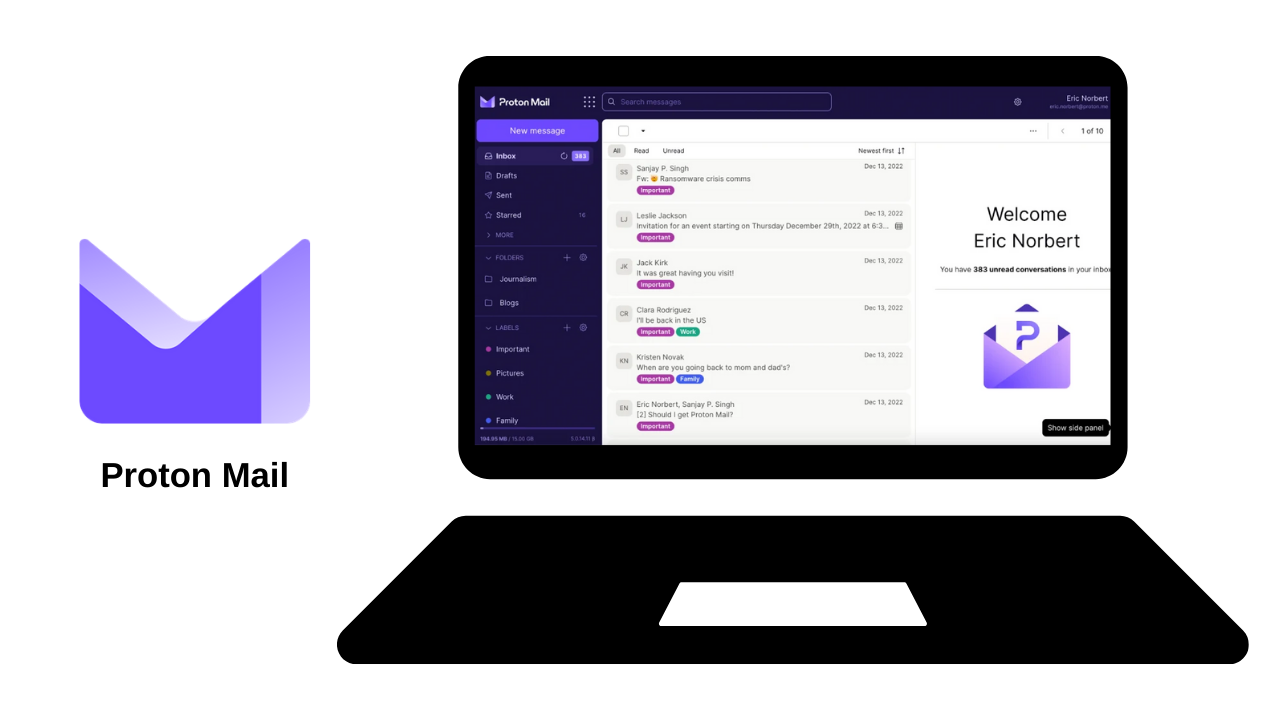 Proton Mail
Proton Mail
Search messages
Eric Norbert
eric.norbert@proton.me
New message
1 of 10
Inbox 383
Drafts
Sent
Starred 16
MORE
FOLDERS
Journalism
Blogs
LABELS
Important
Pictures
Work
Family
194.95 MB / 15.00 GB
All Read Unread Newest first
SS Sanjay P. Singh Dec 13, 2022
Fw: 😻 Ransomware crisis comms
Important
LJ Leslie Jackson Dec 13, 2022
Invitation for an event starting on Thursday December 29th, 2022 at 6:3...
Important
JK Jack Kirk Dec 13, 2022
It was great having you visit!
Important
CR Clara Rodriguez Dec 13, 2022
I'll be back in the US
Important Work
KN Kristen Novak Dec 13, 2022
When are you going back to mom and dad's?
Important Family
EN Eric Norbert, Sanjay P. Singh Dec 13, 2022
[2] Should I get Proton Mail?
Important
Welcome
Eric Norbert
You have 383 unread conversations in your inbox
Show side panel